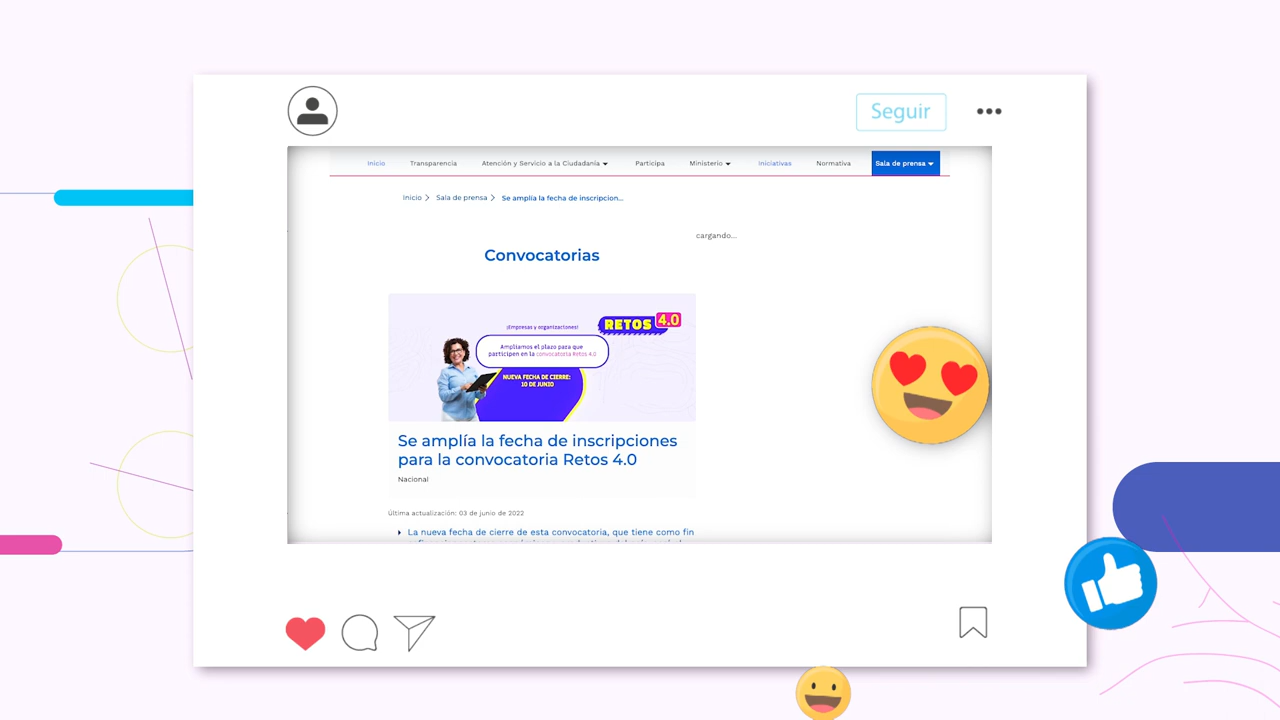 Seguir
Inicio Transparencia Atención y Servicio a la Ciudadanía Participa Ministerio Iniciativas Normativa Sala de prensa
Inicio > Sala de prensa > Se amplía la fecha de inscripcion...
cargando...
Convocatorias
¡Empresas y organizaciones!
RETOS 4.0
Ampliamos el plazo para que
participen en la convocatoria Retos 4.0
NUEVA FECHA DE CIERRE:
10 DE JUNIO
Se amplía la fecha de inscripciones
para la convocatoria Retos 4.0
Nacional
Última actualización: 03 de junio de 2022
La nueva fecha de cierre de esta convocatoria, que tiene como fin